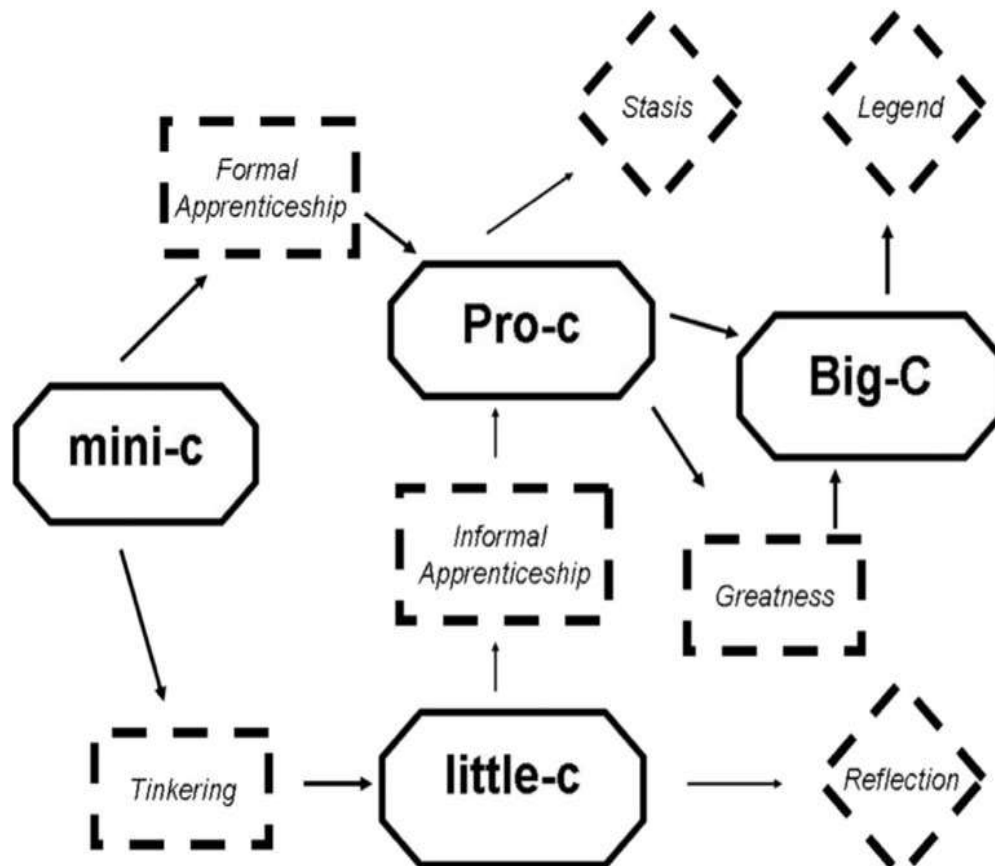 Stasis
Legend
Formal
Apprenticeship
Pro-c
Big-C
mini-c
Informal
Apprenticeship
Greatness
Tinkering
little-c
Reflection